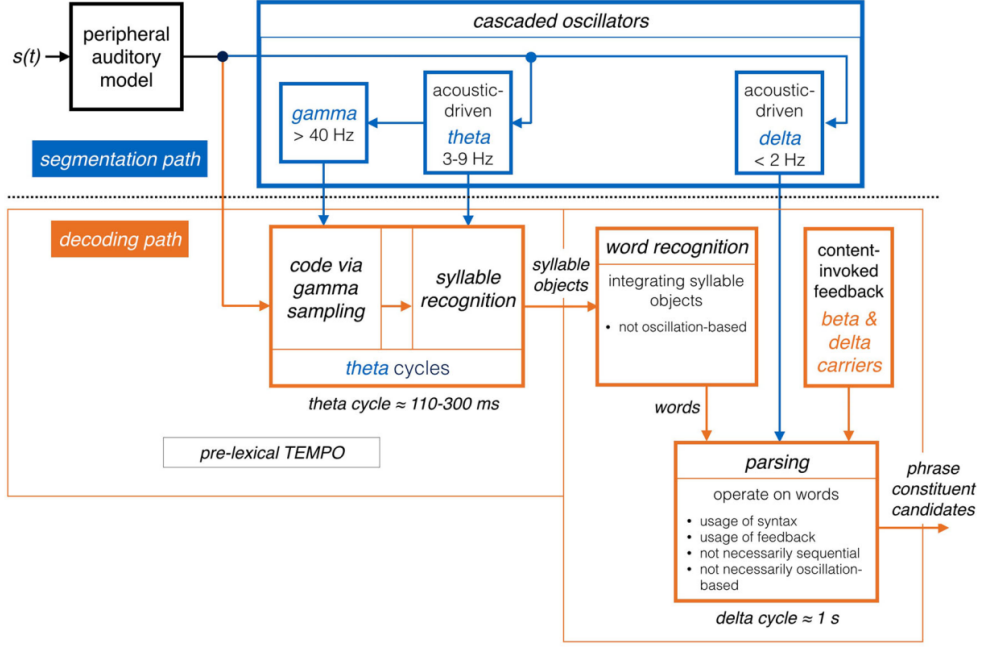 cascaded oscillators
s(t)
peripheral
auditory
model
gamma
> 40 Hz
acoustic-
driven
theta
3-9 Hz
acoustic-
driven
delta
< 2 Hz
segmentation path
decoding path
code via
gamma
sampling
syllable
recognition
theta cycles
theta cycle ≈ 110-300 ms
pre-lexical TEMPO
syllable
objects
word recognition
integrating syllable
objects
• not oscillation-based
content-
invoked
feedback
beta &
delta
carriers
words
parsing
operate on words
• usage of syntax
• usage of feedback
• not necessarily sequential
• not necessarily oscillation-
based
delta cycle ≈ 1 s
phrase
constituent
candidates